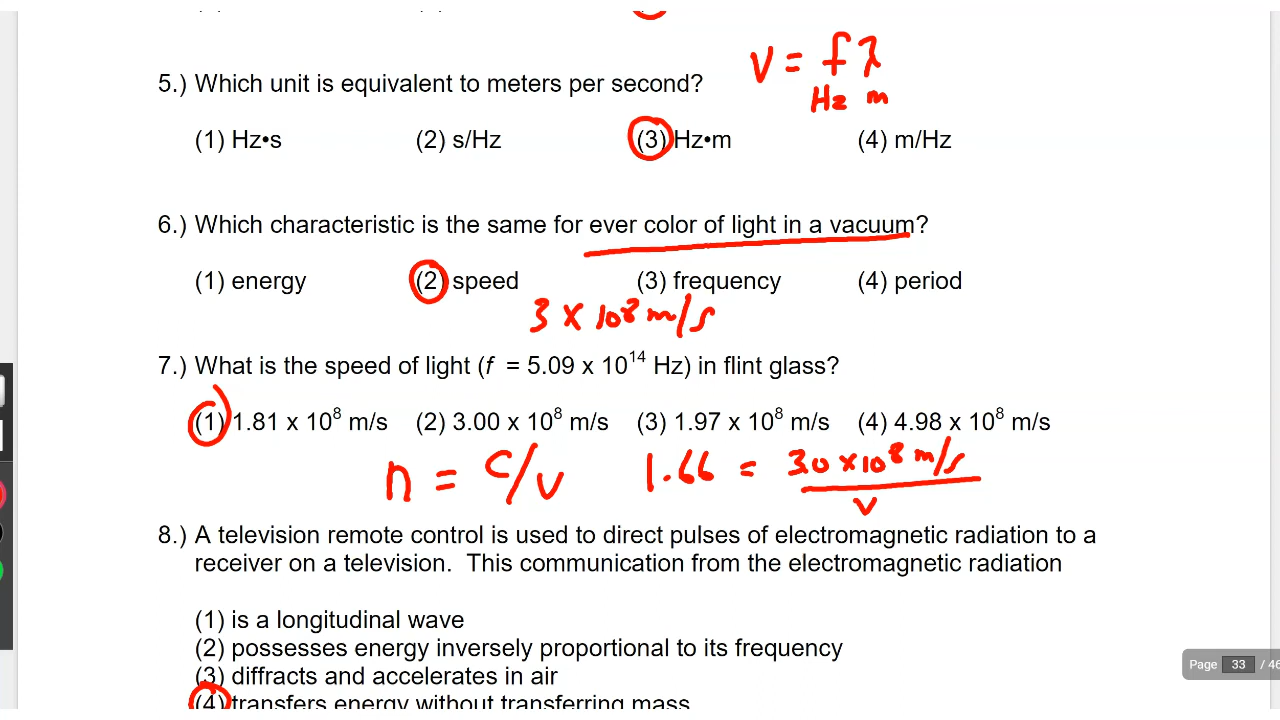 v = fλ
5.) Which unit is equivalent to meters per second?
Hz m
(1) Hz•s (2) s/Hz (3) Hz•m (4) m/Hz
6.) Which characteristic is the same for ever color of light in a vacuum?
(1) energy (2) speed (3) frequency (4) period
3 x 10⁸ m/s
7.) What is the speed of light (f = 5.09 x 10¹⁴ Hz) in flint glass?
(1) 1.81 x 10⁸ m/s (2) 3.00 x 10⁸ m/s (3) 1.97 x 10⁸ m/s (4) 4.98 x 10⁸ m/s
n = c/v 1.66 = 3.0 x 10⁸ m/s
v
8.) A television remote control is used to direct pulses of electromagnetic radiation to a
receiver on a television. This communication from the electromagnetic radiation
(1) is a longitudinal wave
(2) possesses energy inversely proportional to its frequency
Page 33 / 46
(3) diffracts and accelerates in air
(4) transfers energy without transferring mass